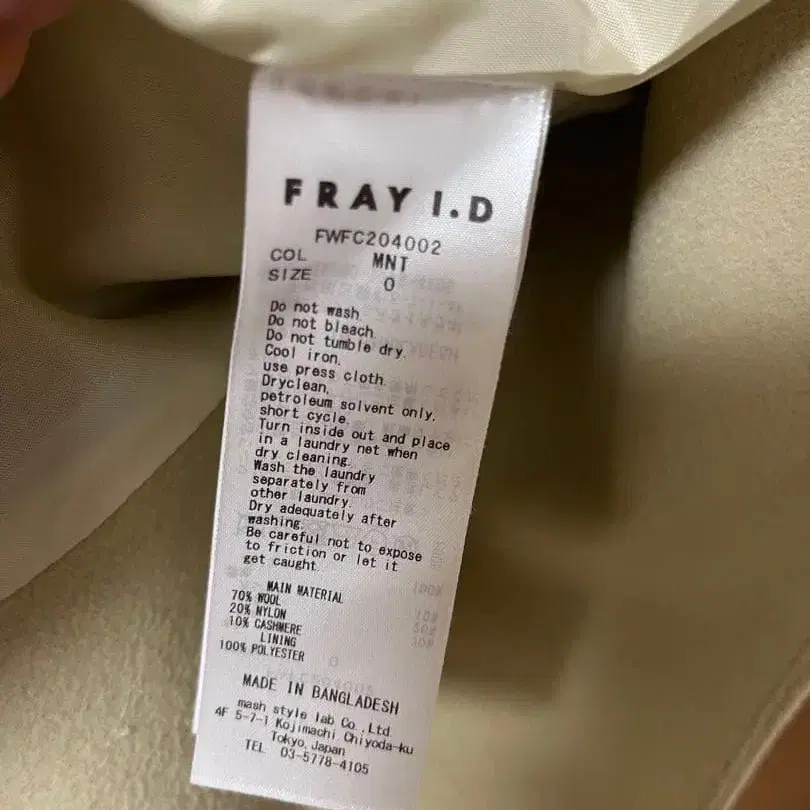 FRAY I.D
FWFC204002
COL MNT
SIZE 0
Do not wash.
Do not bleach.
Do not tumble dry.
Cool iron.
use press cloth.
Dryclean,
petroleum solvent only,
short cycle.
Turn inside out and place
in a laundry net when
dry cleaning.
Wash the laundry
separately from
other laundry.
Dry adequately after
washing.
Be careful not to expose
to friction or let it
get caught.
MAIN MATERIAL
70% WOOL
20% NYLON
10% CASHMERE
LINING
100% POLYESTER
MADE IN BANGLADESH
mash style lab Co.,Ltd.
4F 5-7-1 Kojimachi Chiyoda-ku
Tokyo,Japan
TEL 03-5778-4105